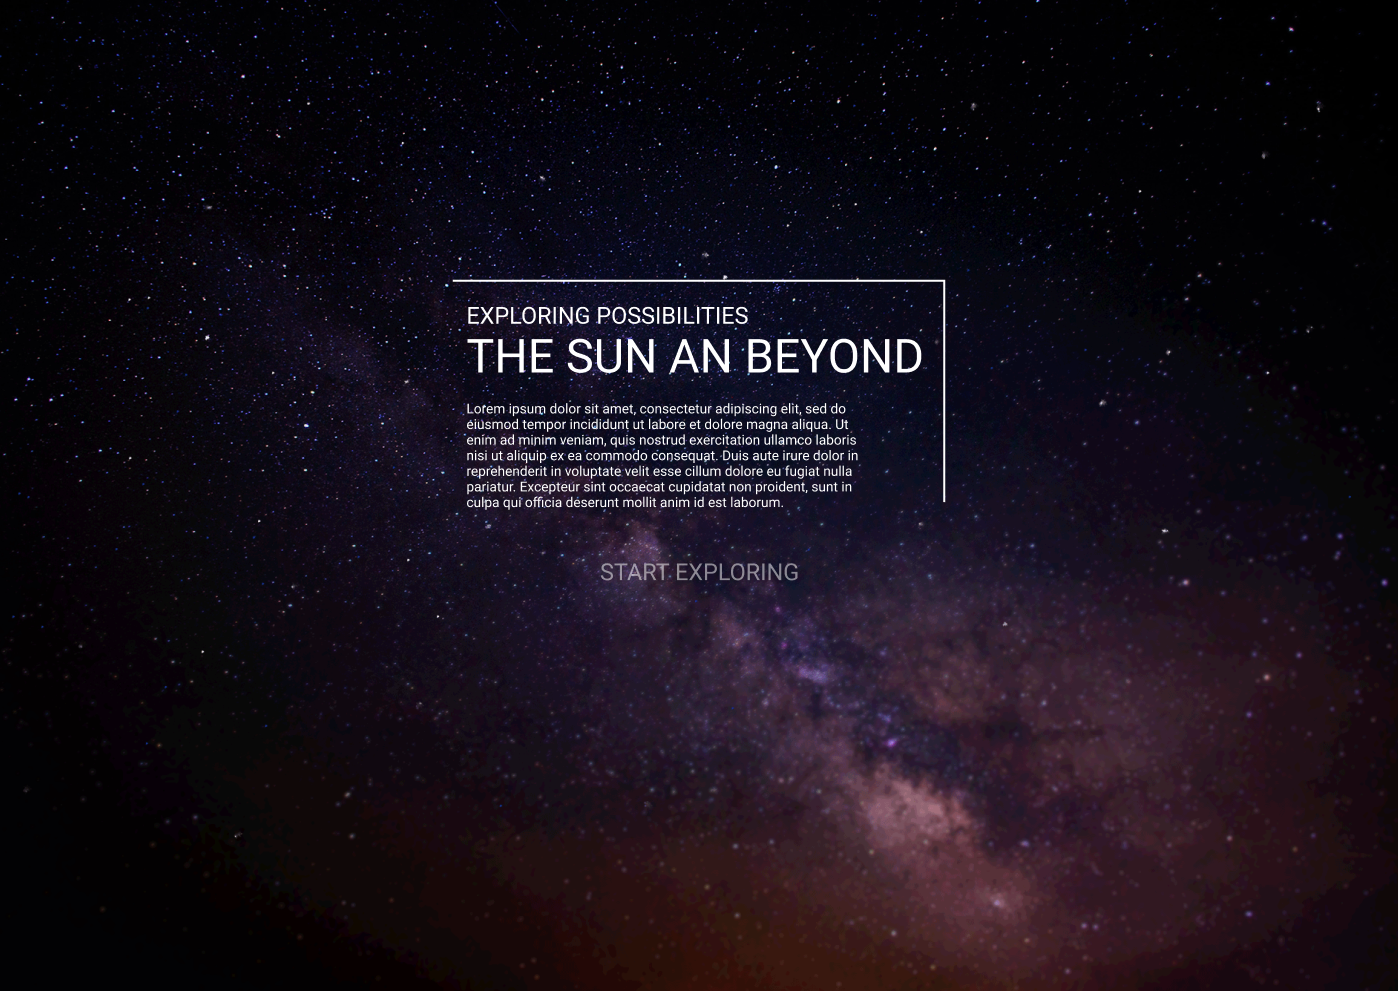 EXPLORING POSSIBILITIES
THE SUN AN BEYOND
Lorem ipsum dolor sit amet, consectetur adipiscing elit, sed do
eiusmod tempor incididunt ut labore et dolore magna aliqua. Ut
enim ad minim veniam, quis nostrud exercitation ullamco laboris
nisi ut aliquip ex ea commodo consequat. Duis aute irure dolor in
reprehenderit in voluptate velit esse cillum dolore eu fugiat nulla
pariatur. Excepteur sint occaecat cupidatat non proident, sunt in
culpa qui officia deserunt mollit anim id est laborum.
START EXPLORING